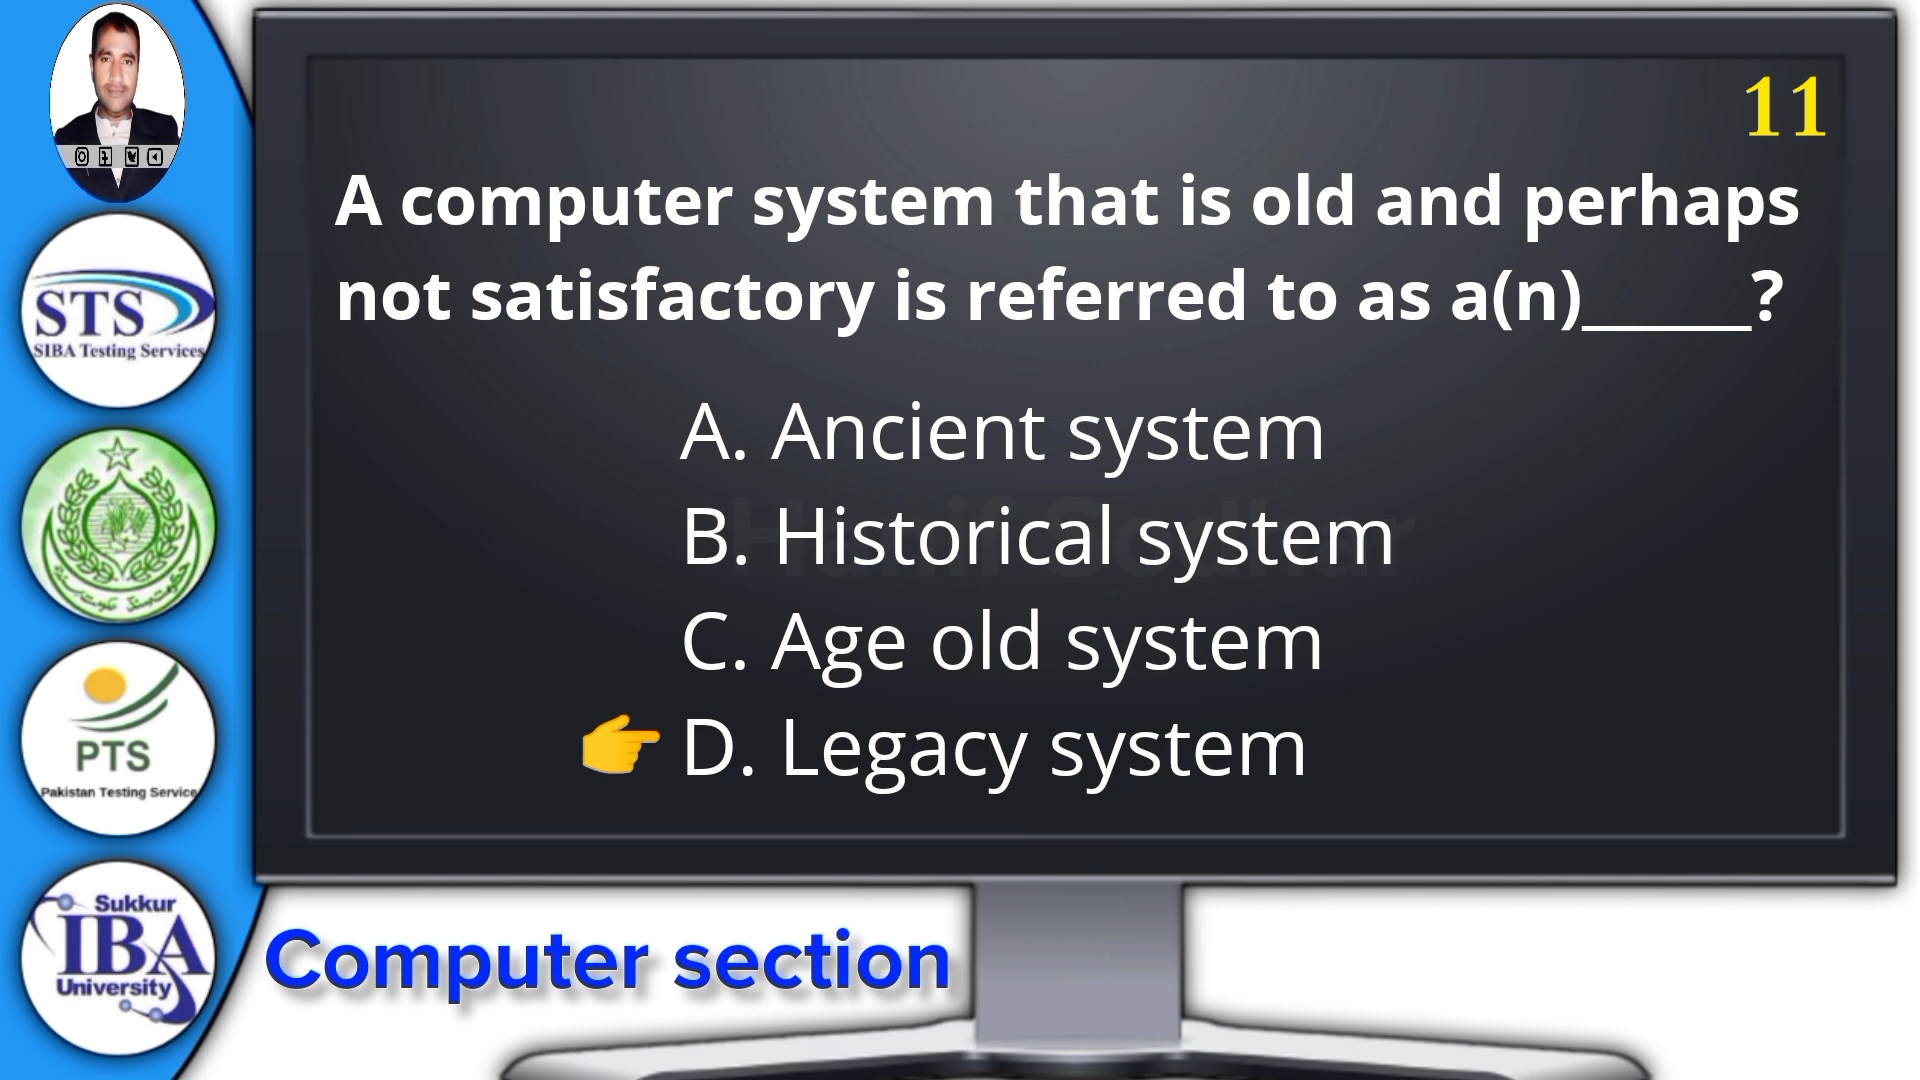 11
A computer system that is old and perhaps
not satisfactory is referred to as a(n)______?
A. Ancient system
B. Historical system
C. Age old system
👉 D. Legacy system
STS
SIBA Testing Services
PTS
Pakistan Testing Service
Sukkur
IBA
University
Computer section